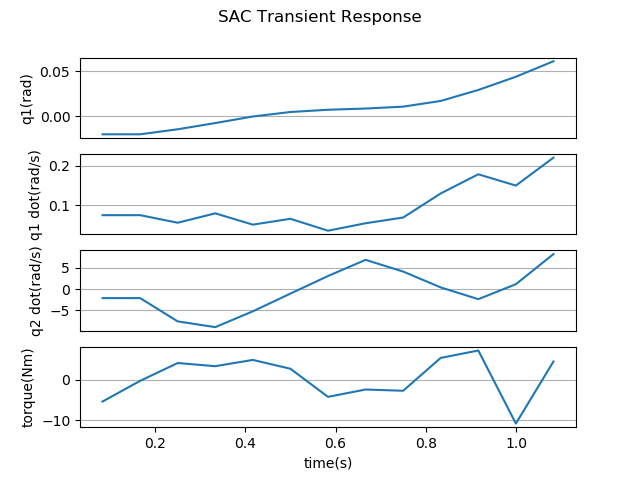 SAC Transient Response
q1(rad)
0.05
0.00
q1 dot(rad/s)
0.2
0.1
q2 dot(rad/s)
5
0
−5
torque(Nm)
0
−10
0.2 0.4 0.6 0.8 1.0
time(s)